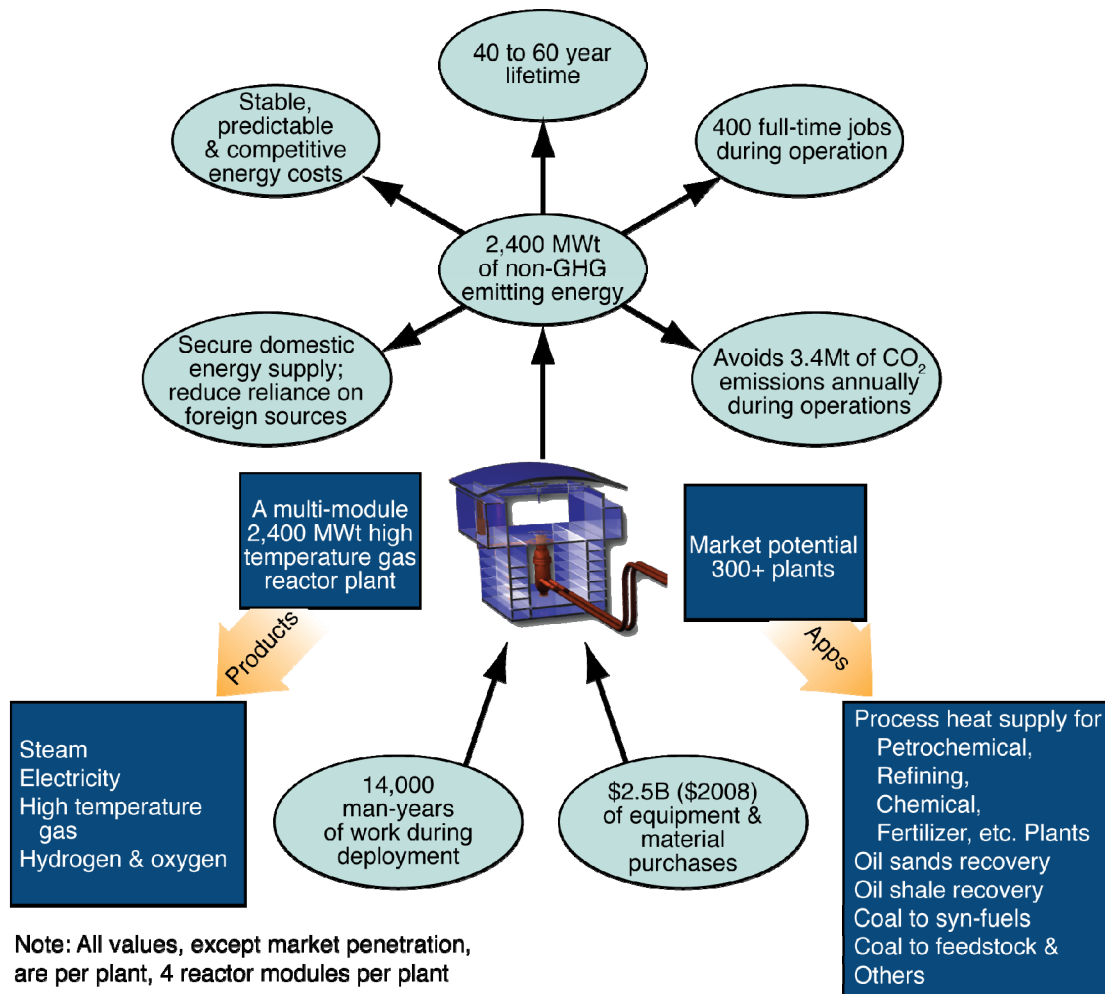 40 to 60 year
lifetime
Stable,
predictable
& competitive
energy costs
400 full-time jobs
during operation
2,400 MWt
of non-GHG
emitting energy
Secure domestic
energy supply;
reduce reliance on
foreign sources
Avoids 3.4Mt of CO₂
emissions annually
during operations
A multi-module
2,400 MWt high
temperature gas
reactor plant
Market potential
300+ plants
Products
Apps
Steam
Electricity
High temperature
gas
Hydrogen & oxygen
14,000
man-years
of work during
deployment
$2.5B ($2008)
of equipment &
material
purchases
Process heat supply for
Petrochemical,
Refining,
Chemical,
Fertilizer, etc. Plants
Oil sands recovery
Oil shale recovery
Coal to syn-fuels
Coal to feedstock &
Others
Note: All values, except market penetration,
are per plant, 4 reactor modules per plant